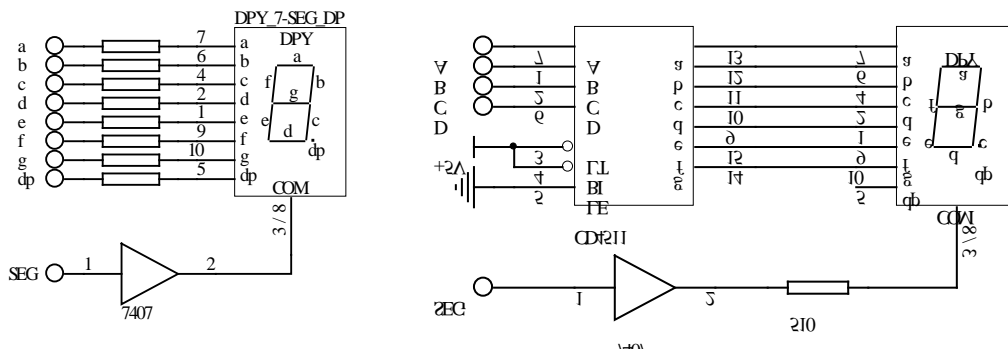 DPY_7-SEG_DP
a 7 a DPY
b 6 b a
c 4 c f b
d 2 d g
e 1 e e c
f 9 f d
g 10 g dp
dp 5 dp
COM
3 / 8
SEG 1 2
7407
A 7 A a 13 7 a DPY
B 1 B b 12 6 b a
C 2 C c 11 4 c f b
D 6 D d 10 2 d g
e 9 1 e e c
+5V 3 LT f 15 9 f d
4 BI g 14 10 g dp
5 LE 5 dp
CD4511 COM
3 / 8
SEG 1 2
510